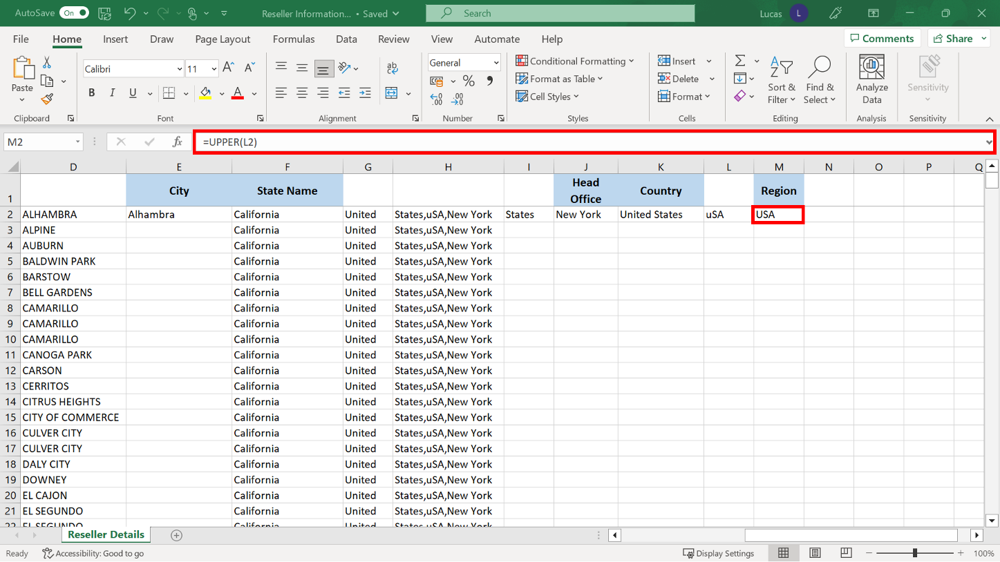 AutoSave On Reseller Information... • Saved Search Lucas L
File Home Insert Draw Page Layout Formulas Data Review View Automate Help Comments Share
Paste
Calibri 11
B I U A
ab
General
% 9
.00
Conditional Formatting
Format as Table
Cell Styles
Insert
Delete
Format
Sort & Filter
Find & Select
Analyze Data
Sensitivity
Clipboard Font Alignment Number Styles Cells Editing Analysis Sensitivity
M2 fx =UPPER(L2)
D E F G H I J K L M N O P Q
1 City State Name Head Office Country Region
2 ALHAMBRA Alhambra California United States,uSA,New York States New York United States uSA USA
3 ALPINE California United States,uSA,New York
4 AUBURN California United States,uSA,New York
5 BALDWIN PARK California United States,uSA,New York
6 BARSTOW California United States,uSA,New York
7 BELL GARDENS California United States,uSA,New York
8 CAMARILLO California United States,uSA,New York
9 CAMARILLO California United States,uSA,New York
10 CAMARILLO California United States,uSA,New York
11 CANOGA PARK California United States,uSA,New York
12 CARSON California United States,uSA,New York
13 CERRITOS California United States,uSA,New York
14 CITRUS HEIGHTS California United States,uSA,New York
15 CITY OF COMMERCE California United States,uSA,New York
16 CULVER CITY California United States,uSA,New York
17 CULVER CITY California United States,uSA,New York
18 DALY CITY California United States,uSA,New York
19 DOWNEY California United States,uSA,New York
20 EL CAJON California United States,uSA,New York
21 EL SEGUNDO California United States,uSA,New York
22 EL SEGUNDO California United States,uSA,New York
Reseller Details
Ready Accessibility: Good to go Display Settings 100%